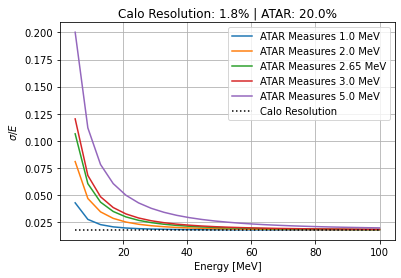 Calo Resolution: 1.8% | ATAR: 20.0%
ATAR Measures 1.0 MeV
ATAR Measures 2.0 MeV
ATAR Measures 2.65 MeV
ATAR Measures 3.0 MeV
ATAR Measures 5.0 MeV
Calo Resolution
0.200
0.175
0.150
0.125
0.100
0.075
0.050
0.025
σ/E
20 40 60 80 100
Energy [MeV]